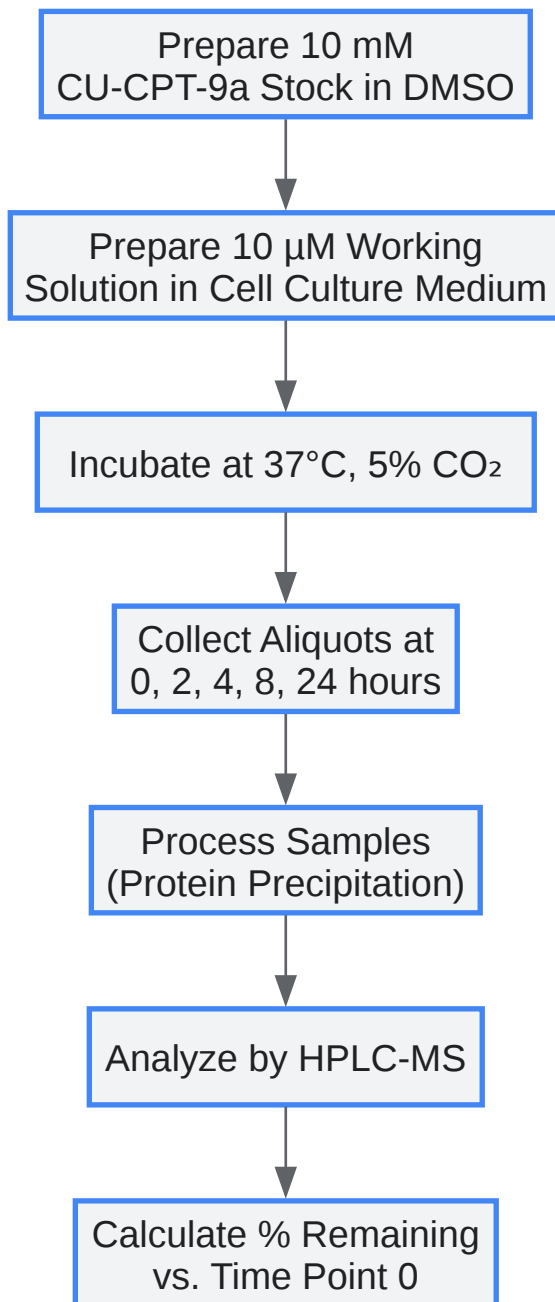 Prepare 10 mM
CU-CPT-9a Stock in DMSO
Prepare 10 µM Working
Solution in Cell Culture Medium
Incubate at 37°C, 5% CO₂
Collect Aliquots at
0, 2, 4, 8, 24 hours
Process Samples
(Protein Precipitation)
Analyze by HPLC-MS
Calculate % Remaining
vs. Time Point 0